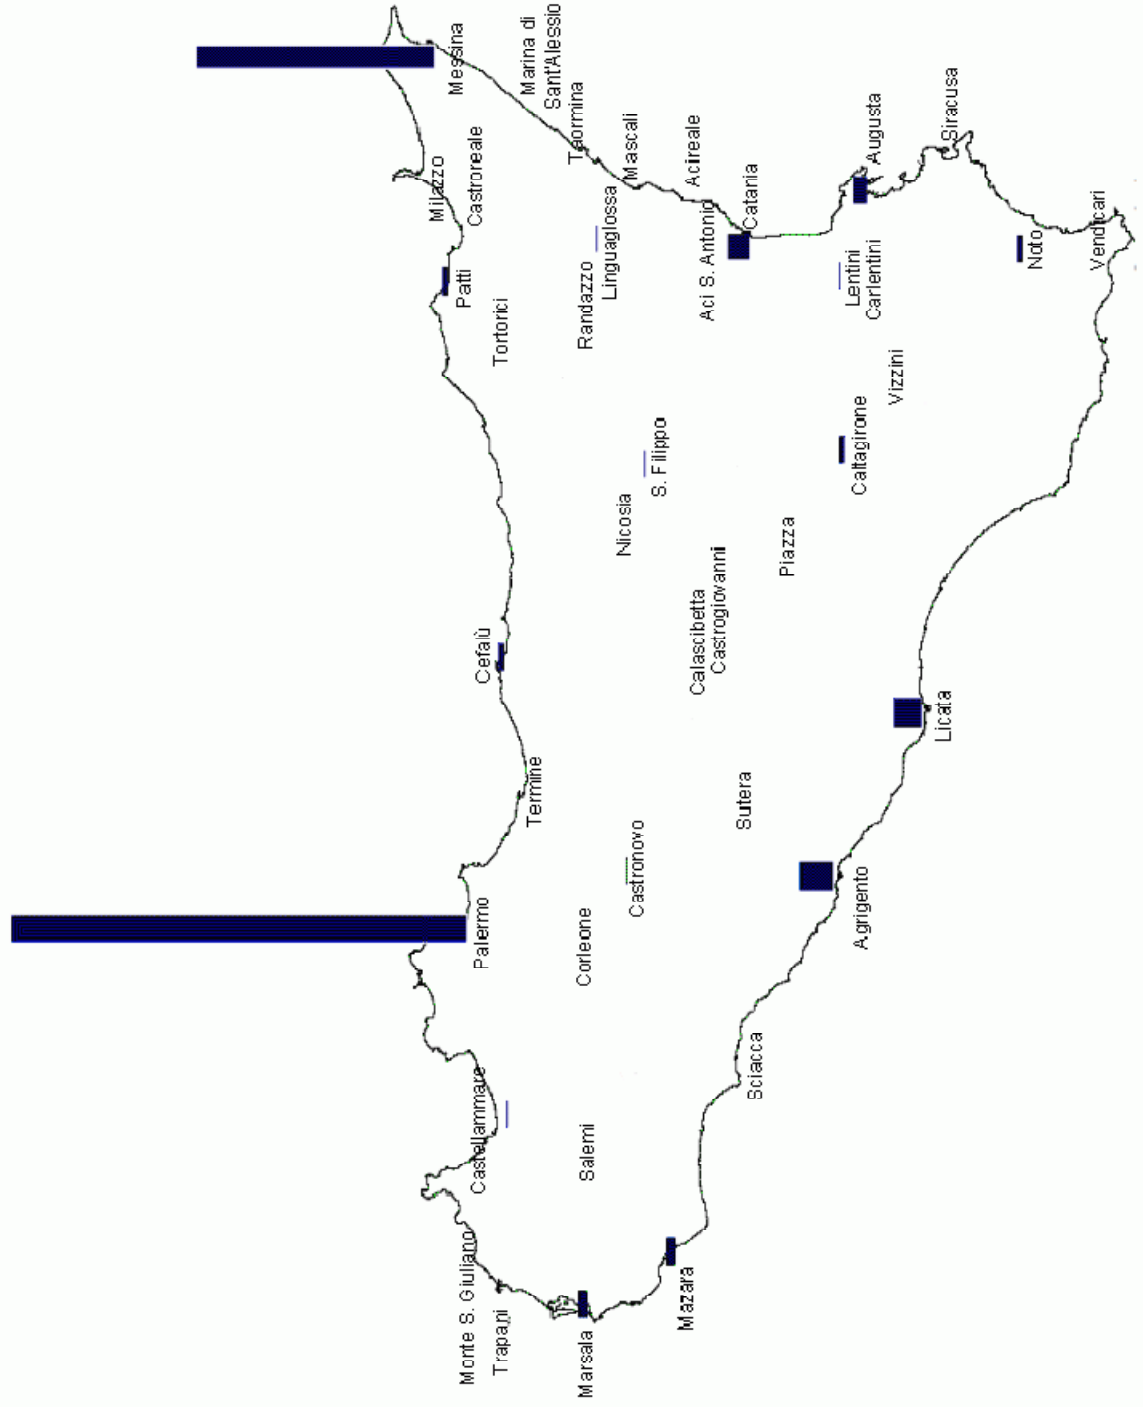 Messina
Marina di
Sant'Alessio
Taormina
Mascali
Acireale
Augusta
Siracusa
Milazzo
Castroreale
Linguaglossa
Randazzo
Aci S. Antonio
Catania
Lentini
Carlentini
Noto
Vendicari
Patti
Tortorici
Vizzini
Caltagirone
S. Filippo
Nicosia
Piazza
Castrogiovanni
Calascibetta
Cefalù
Licata
Termine
Sutera
Castronovo
Agrigento
Palermo
Corleone
Sciacca
Castellammare
Salemi
Monte S. Giuliano
Trapani
Marsala
Mazara